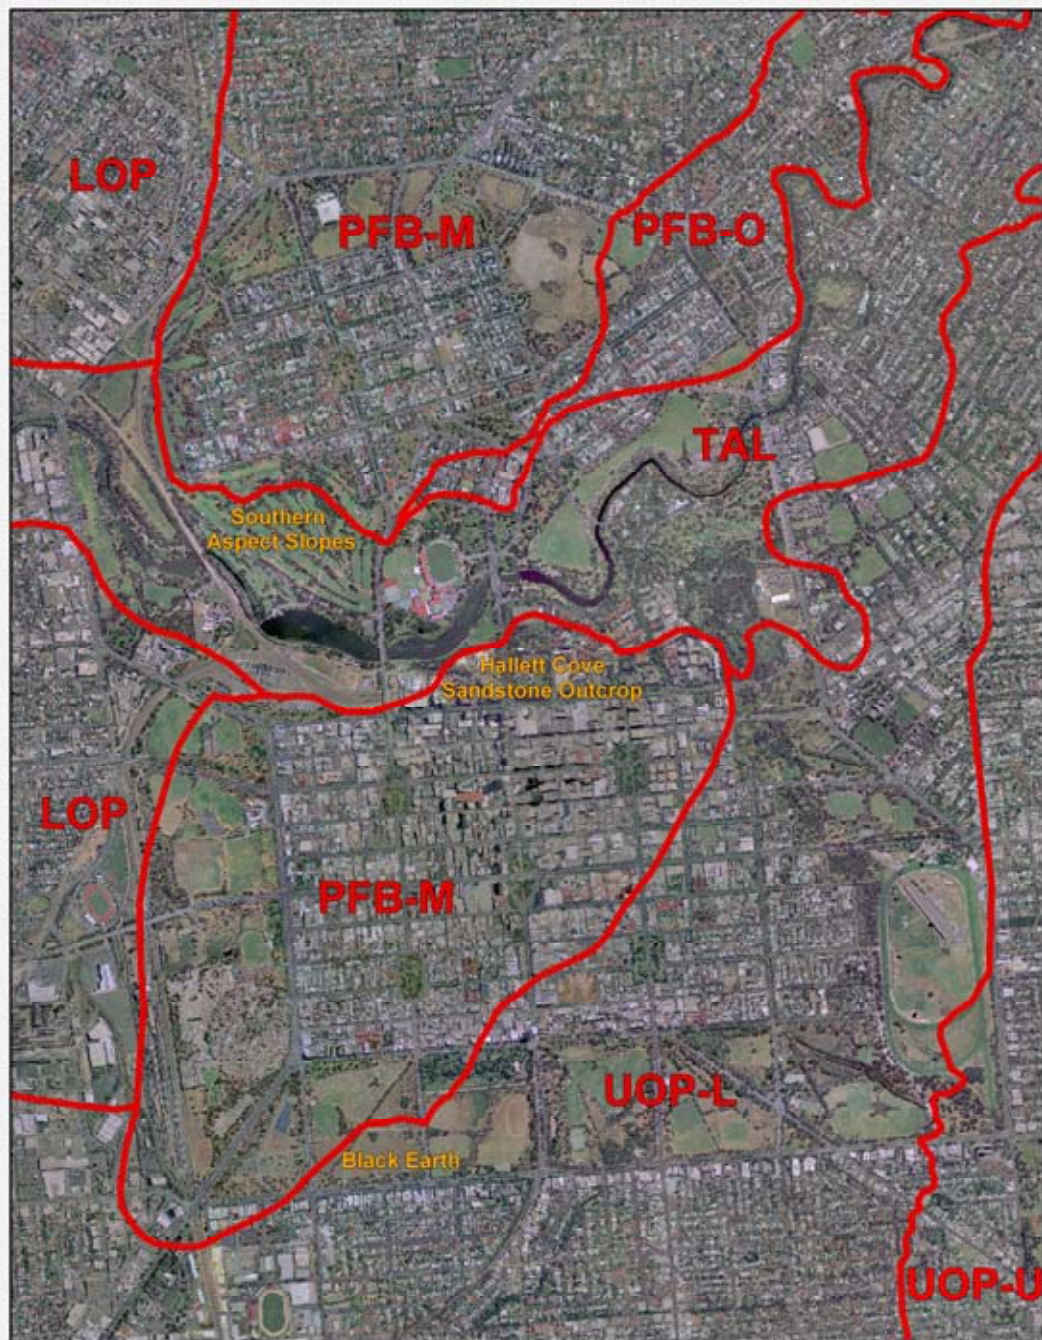 LOP
PFB-M
PFB-O
TAL
Southern
Aspect Slopes
Hallett Cove
Sandstone Outcrop
LOP
PFB-M
UOP-L
Black Earth
UOP-U